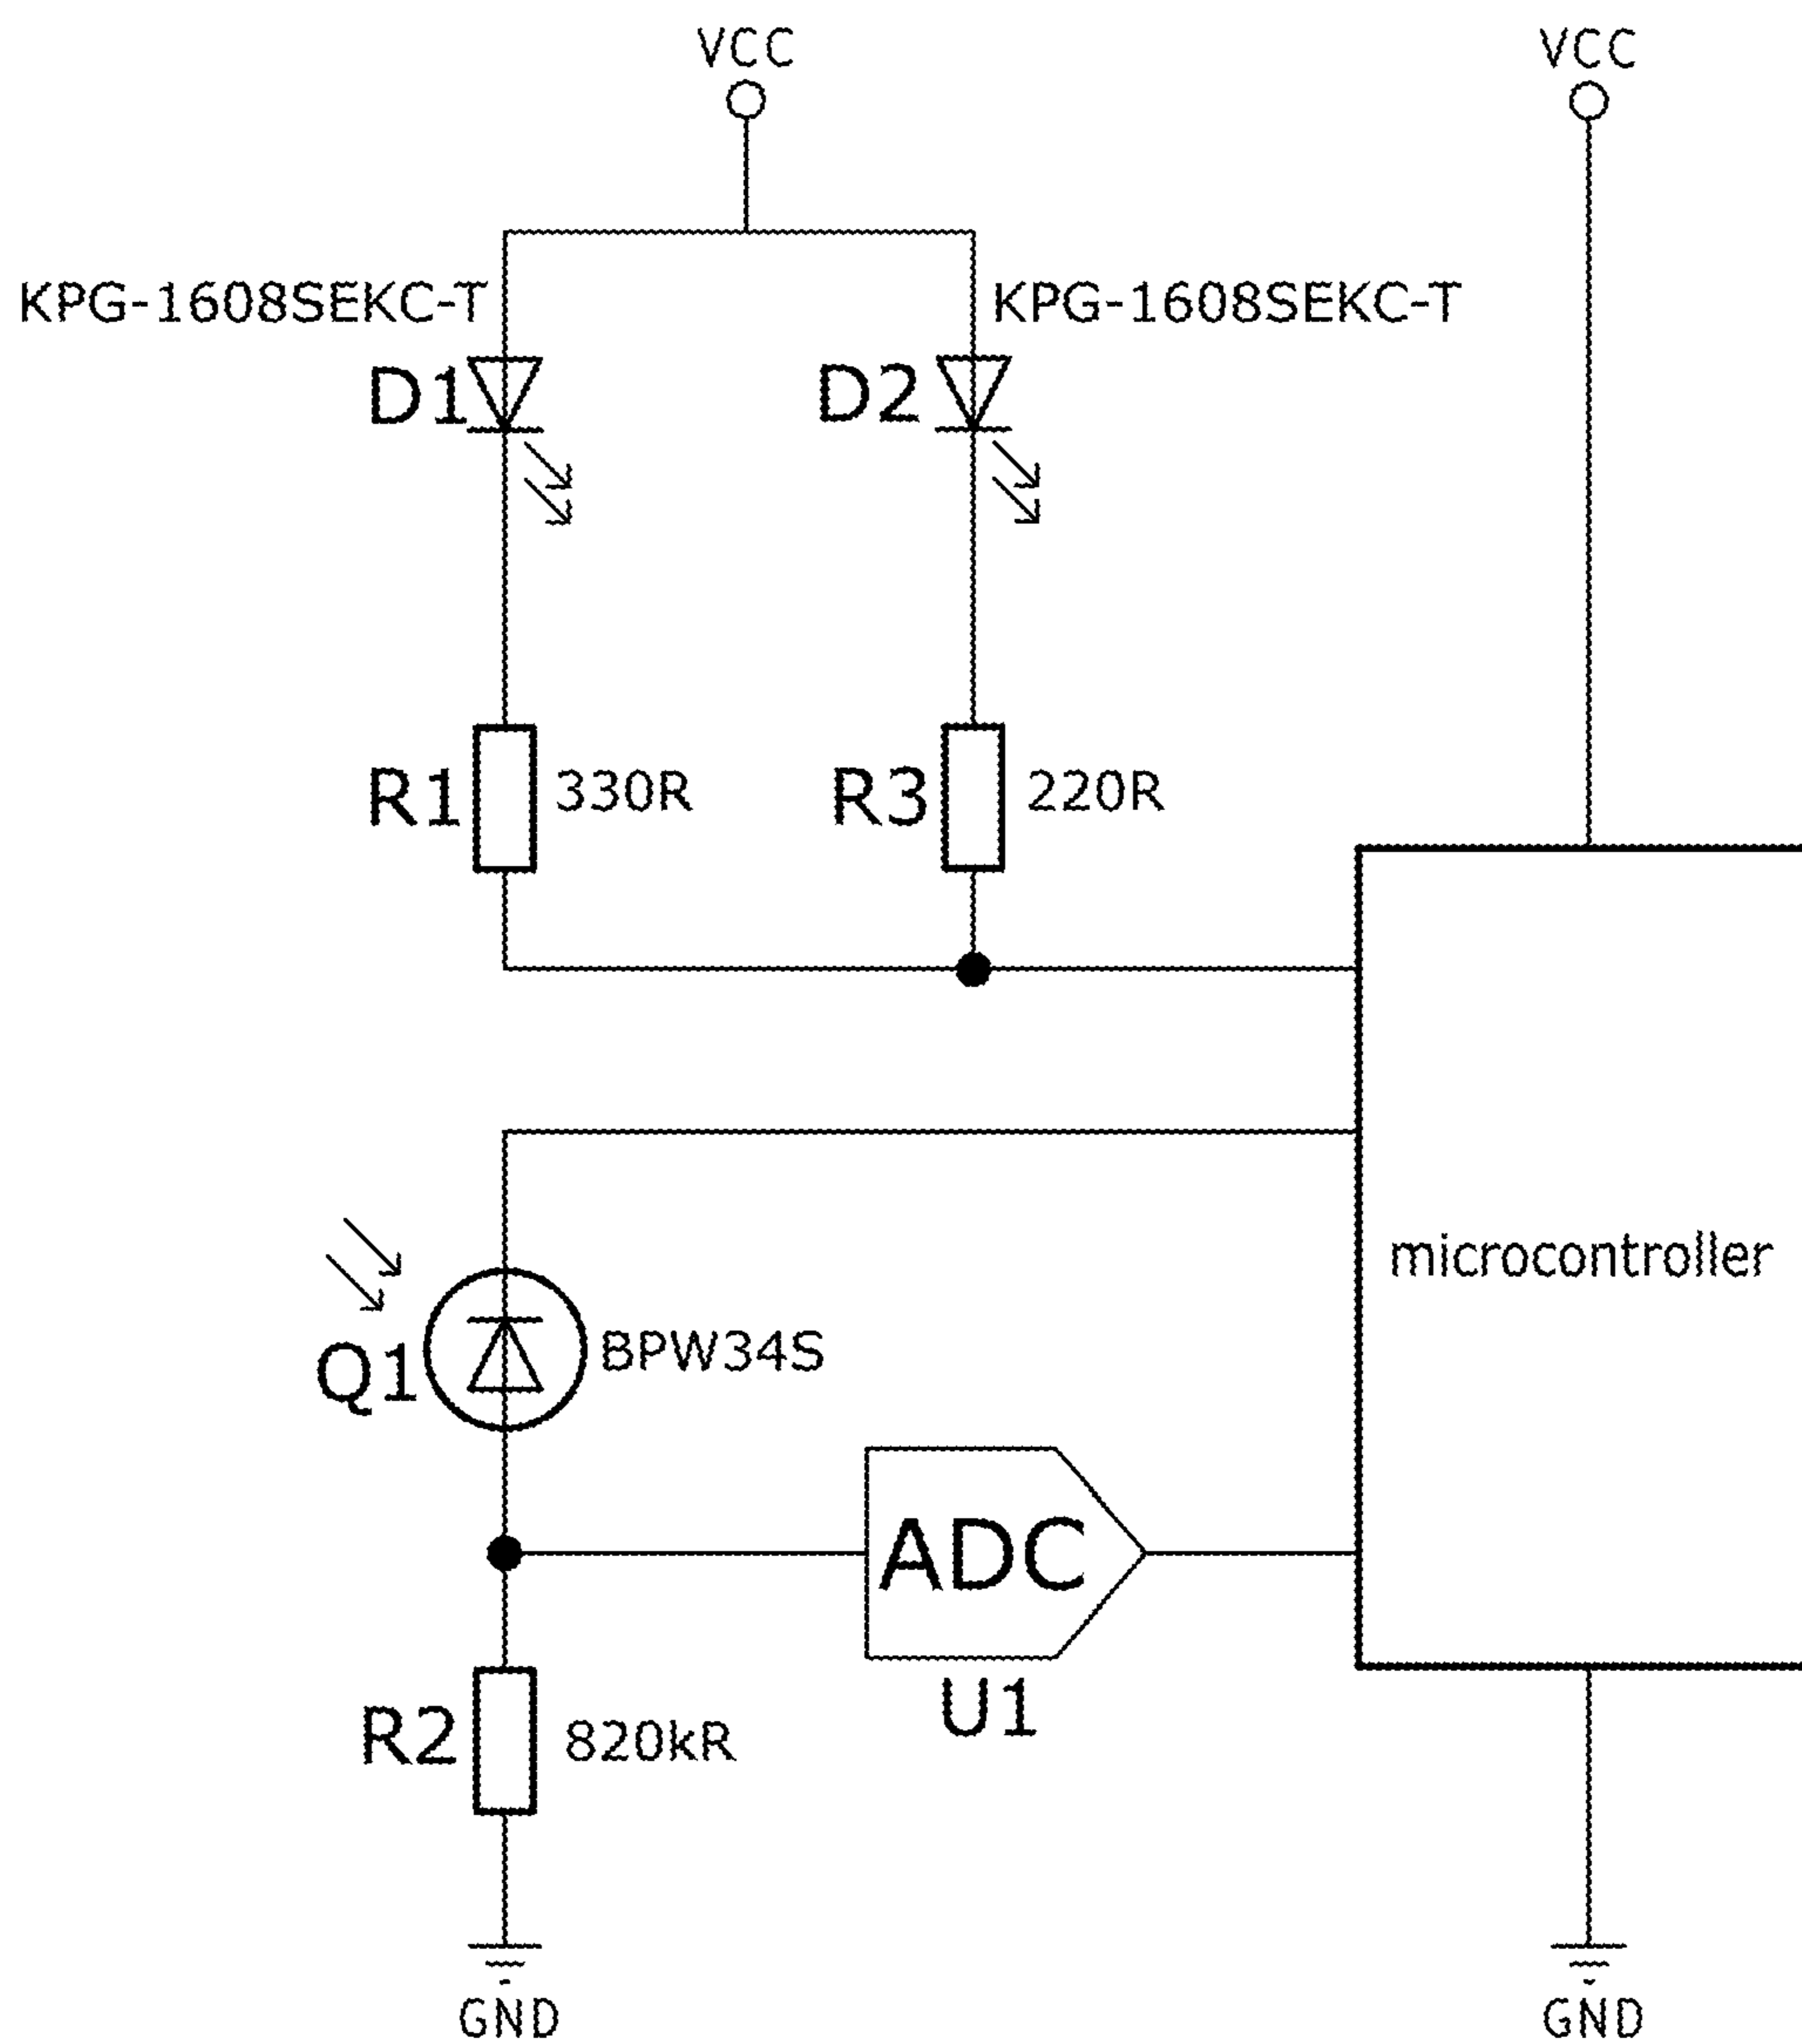 VCC
VCC
KPG-1608SEKC-T
KPG-1608SEKC-T
D1
D2
R1
330R
R3
220R
microcontroller
Q1
BPW34S
ADC
U1
R2
820kR
GND
GND